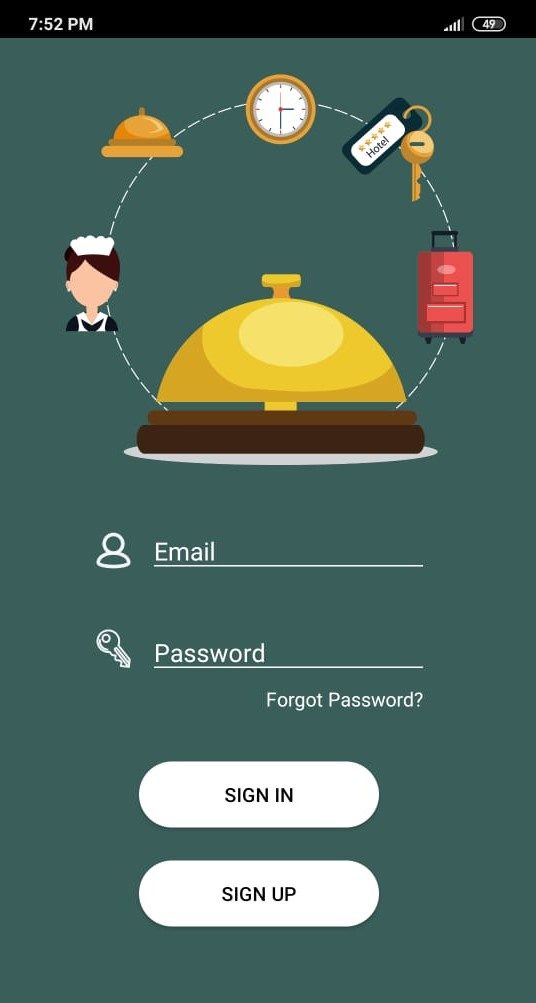 7:52 PM
49
★★★★★
Hotel
Email
Password
Forgot Password?
SIGN IN
SIGN UP